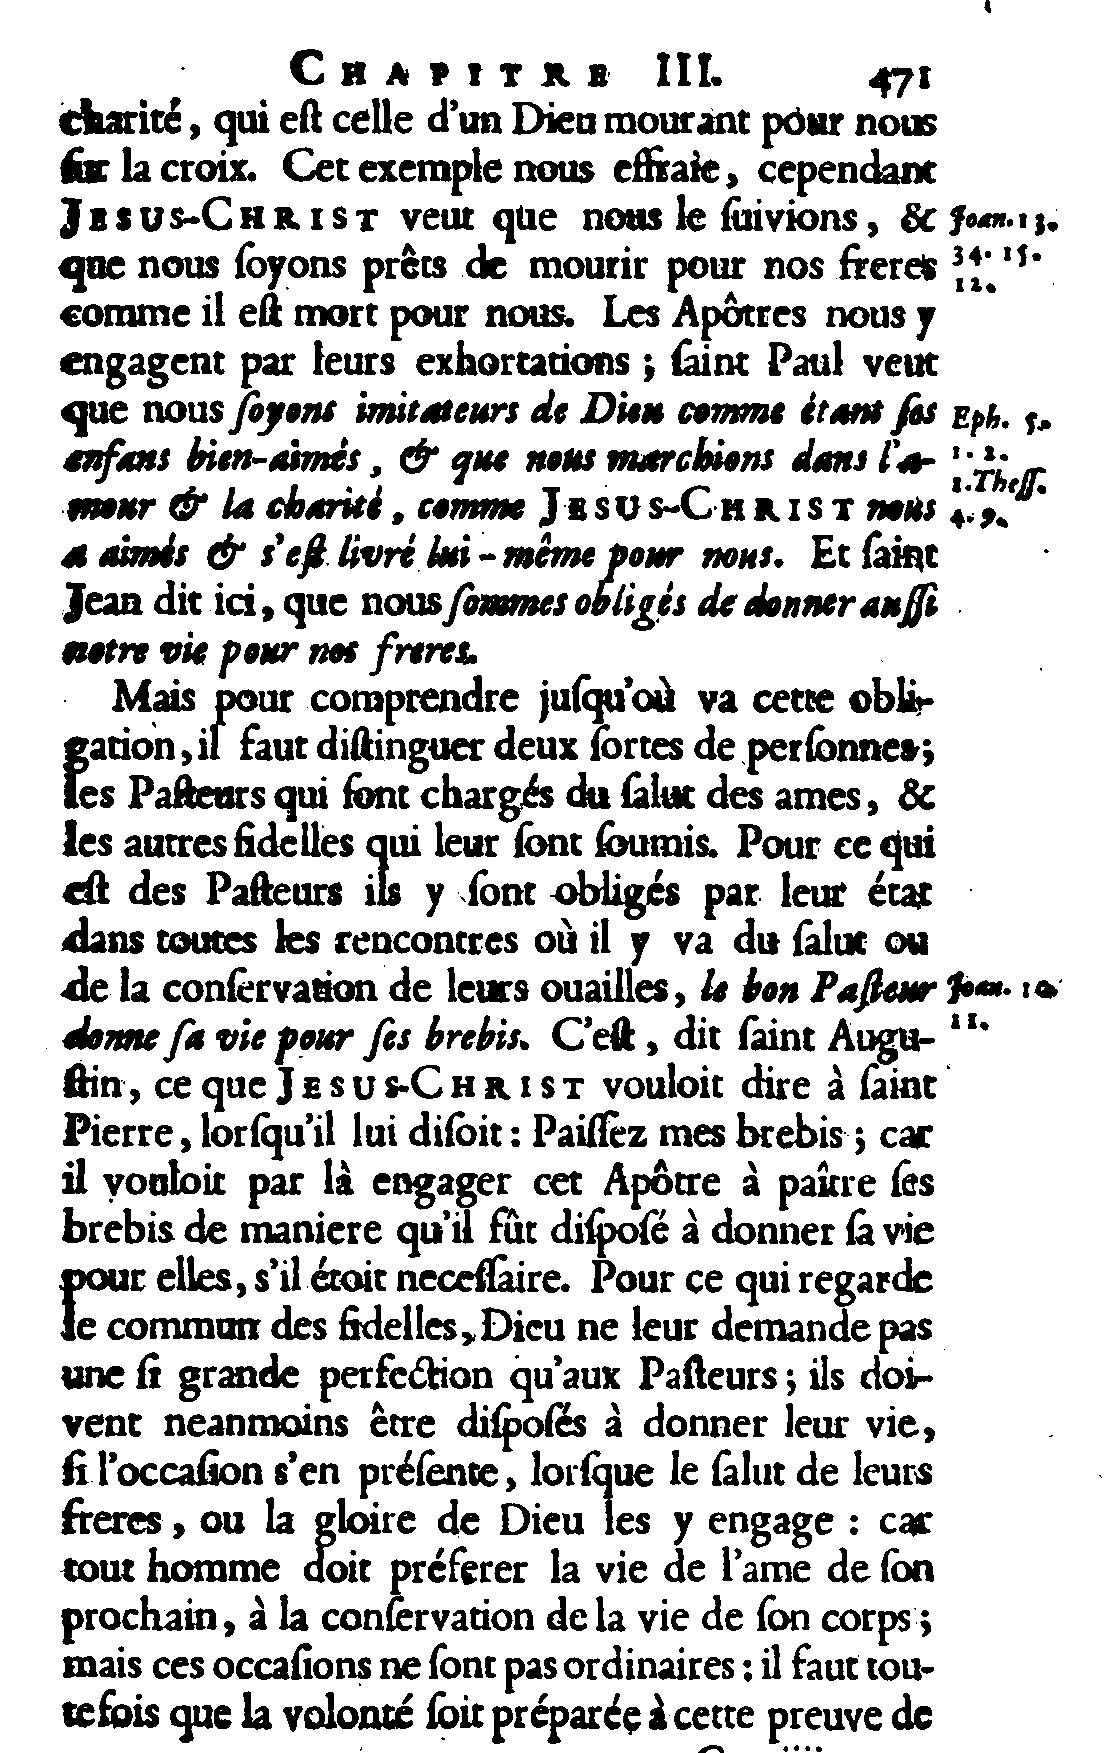 CHAPITRE III. 471
charité, qui eſt celle d'un Dieu mourant pour nous
ſur la croix. Cet exemple nous effraie, cependant
JESUS-CHRIST veut que nous le ſuivions, &
que nous ſoyons prêts de mourir pour nos freres
comme il eſt mort pour nous. Les Apôtres nous y
engagent par leurs exhortations ; ſaint Paul veut
que nous ſoyons imitateurs de Dieu comme étant ſes
enfans bien-aimés, & que nous marchions dans l'a-
mour & la charité, comme JESUS-CHRIST nous
a aimés & s'eſt livré lui-même pour nous. Et ſaint
Jean dit ici, que nous ſommes obligés de donner auſſi
notre vie pour nos freres.
Joan. 13.
34. 15.
12.
Eph. 5.
1. 2.
1. Theſſ.
4. 9.
Mais pour comprendre juſqu'où va cette obli-
gation, il faut diſtinguer deux ſortes de perſonnes;
les Paſteurs qui ſont chargés du ſalut des ames, &
les autres fidelles qui leur ſont ſoumis. Pour ce qui
eſt des Paſteurs ils y ſont obligés par leur état
dans toutes les rencontres où il y va du ſalut ou
de la conſervation de leurs ouailles, le bon Paſteur
donne ſa vie pour ſes brebis. C'eſt, dit ſaint Augu-
ſtin, ce que JESUS-CHRIST vouloit dire à ſaint
Pierre, lorſqu'il lui diſoit : Paiſſez mes brebis ; car
il vouloit par là engager cet Apôtre à paître ſes
brebis de maniere qu'il fût diſpoſé à donner ſa vie
pour elles, s'il étoit neceſſaire. Pour ce qui regarde
le commun des fidelles, Dieu ne leur demande pas
une ſi grande perfection qu'aux Paſteurs ; ils doi-
vent neanmoins être diſpoſés à donner leur vie,
ſi l'occaſion s'en préſente, lorſque le ſalut de leurs
freres, ou la gloire de Dieu les y engage : car
tout homme doit préferer la vie de l'ame de ſon
prochain, à la conſervation de la vie de ſon corps ;
mais ces occaſions ne ſont pas ordinaires : il faut tou-
tefois que la volonté ſoit préparée à cette preuve de
Joan. 10.
11.